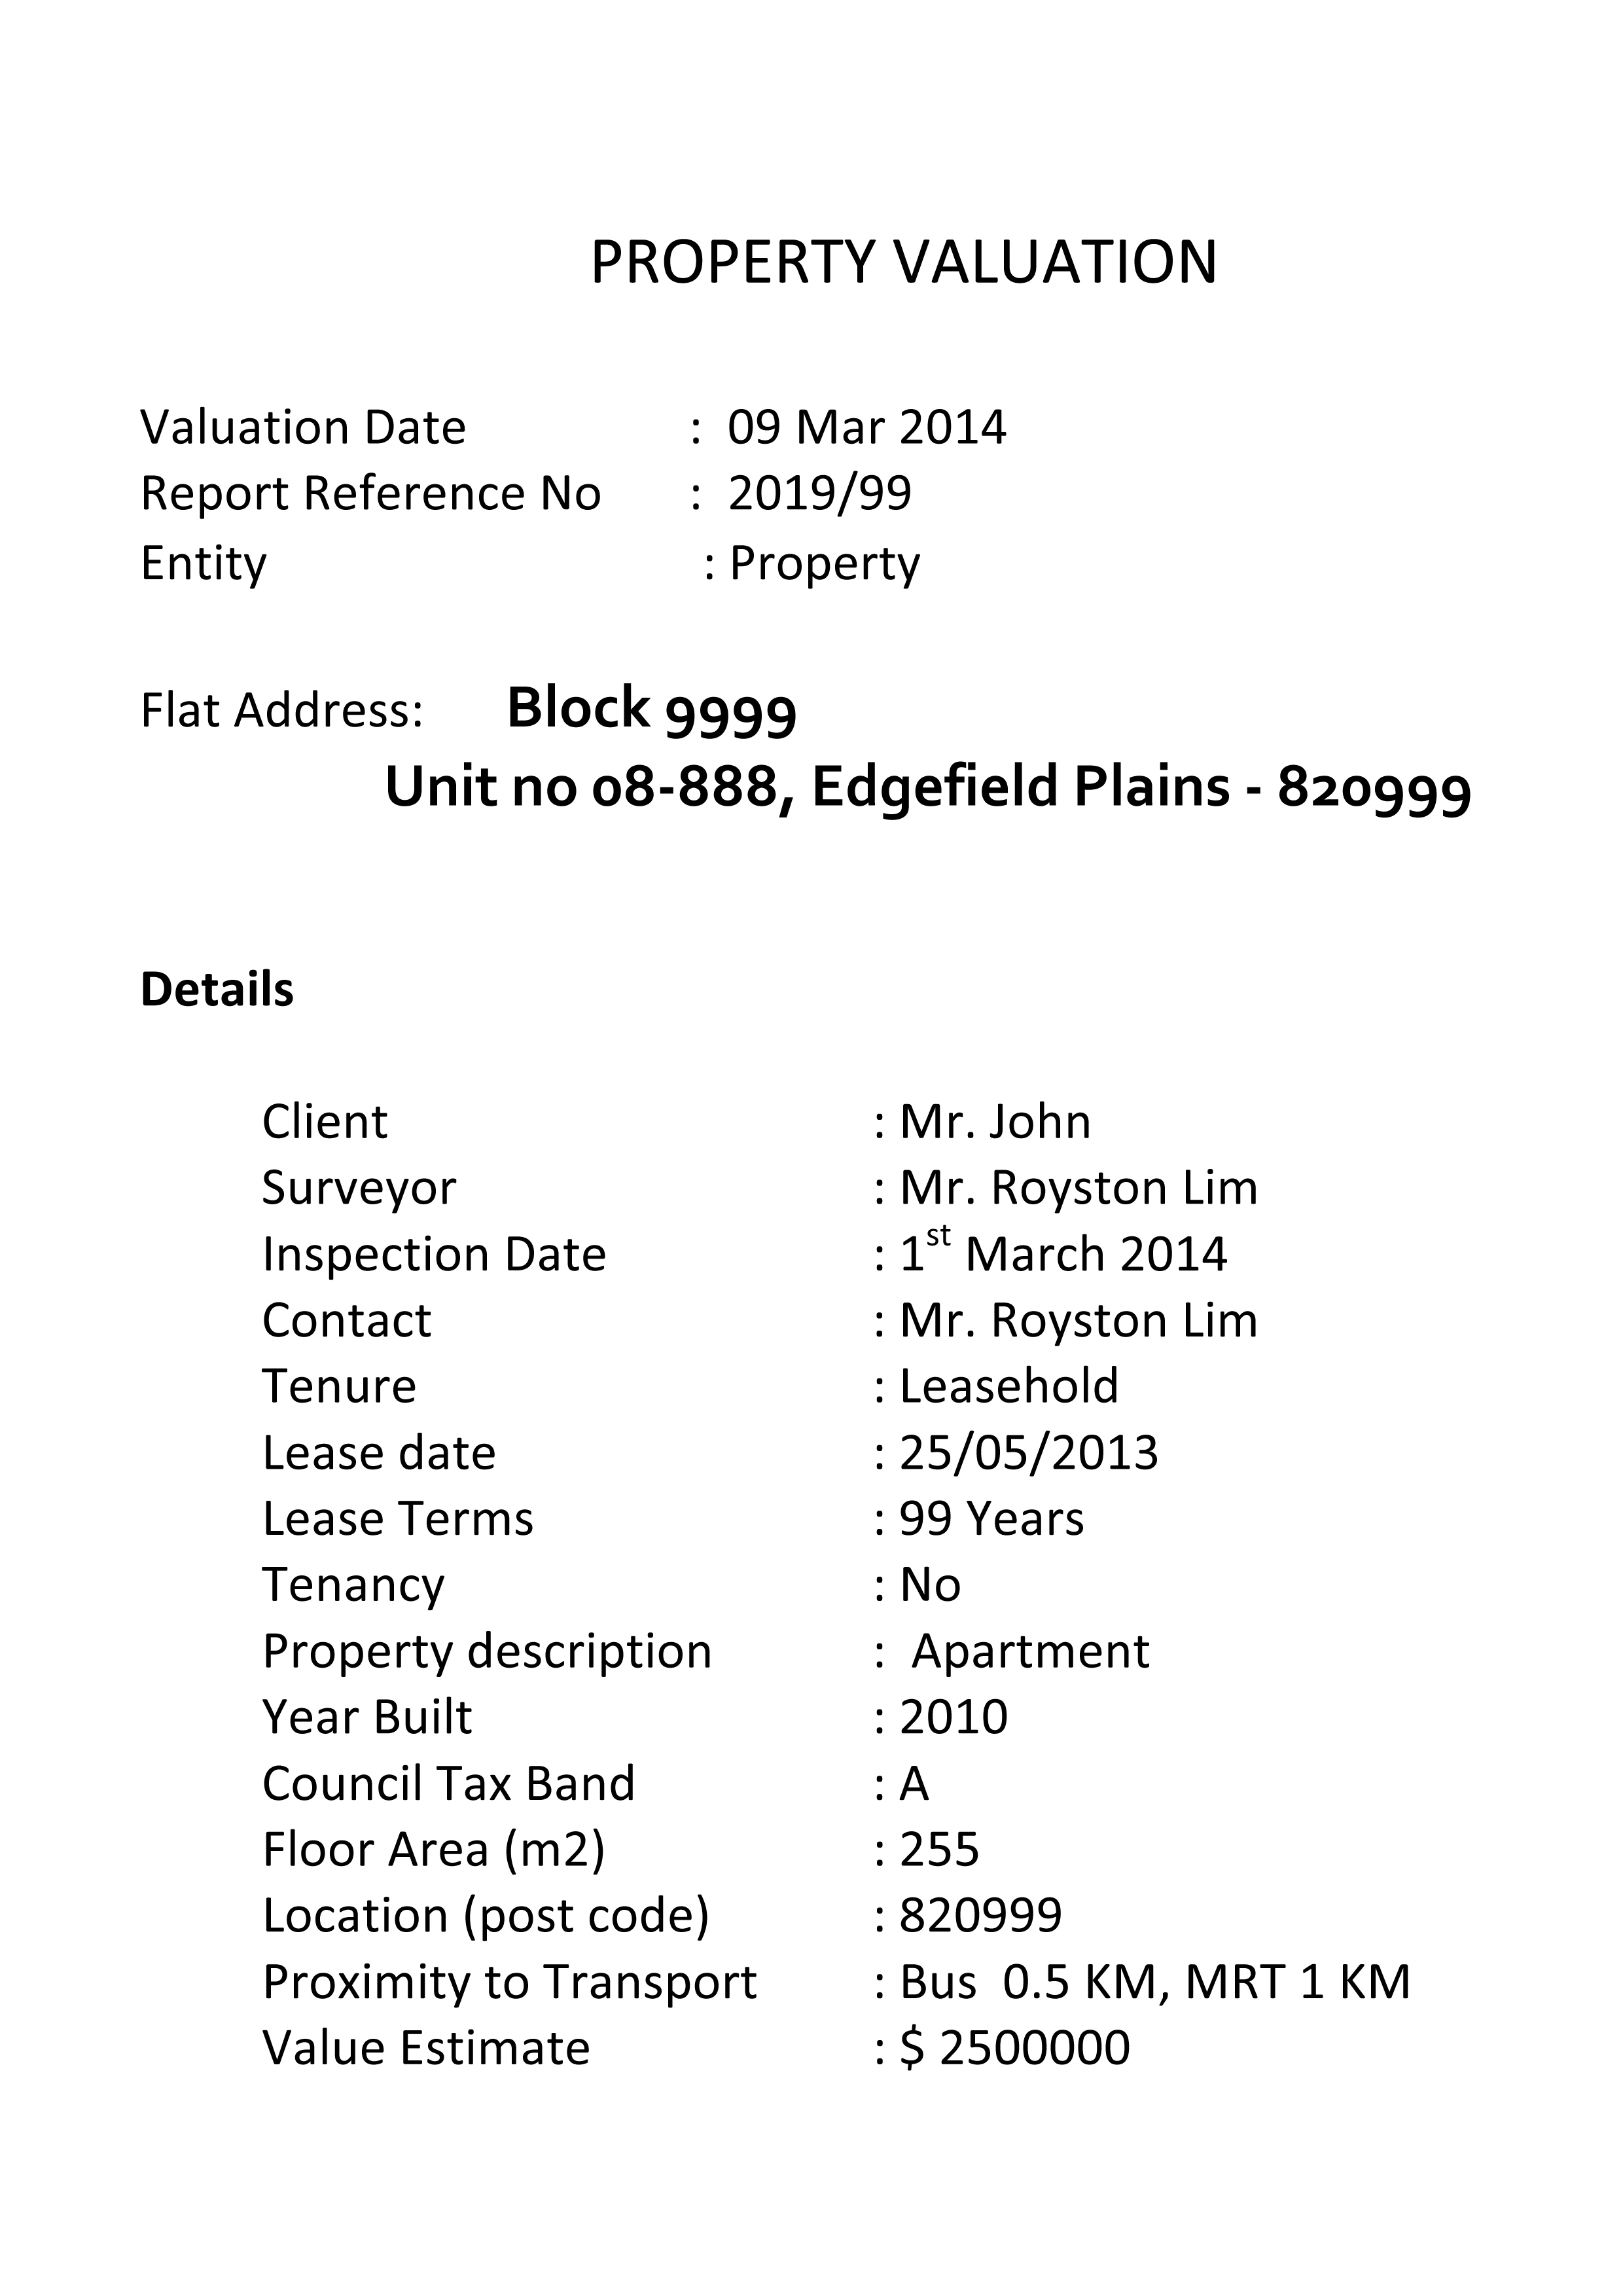 PROPERTY VALUATION
Valuation Date : 09 Mar 2014
Report Reference No : 2019/99
Entity : Property
Flat Address: Block 9999
Unit no 08-888, Edgefield Plains - 820999
Details
Client : Mr. John
Surveyor : Mr. Royston Lim
Inspection Date : 1st March 2014
Contact : Mr. Royston Lim
Tenure : Leasehold
Lease date : 25/05/2013
Lease Terms : 99 Years
Tenancy : No
Property description : Apartment
Year Built : 2010
Council Tax Band : A
Floor Area (m2) : 255
Location (post code) : 820999
Proximity to Transport : Bus 0.5 KM, MRT 1 KM
Value Estimate : $ 2500000